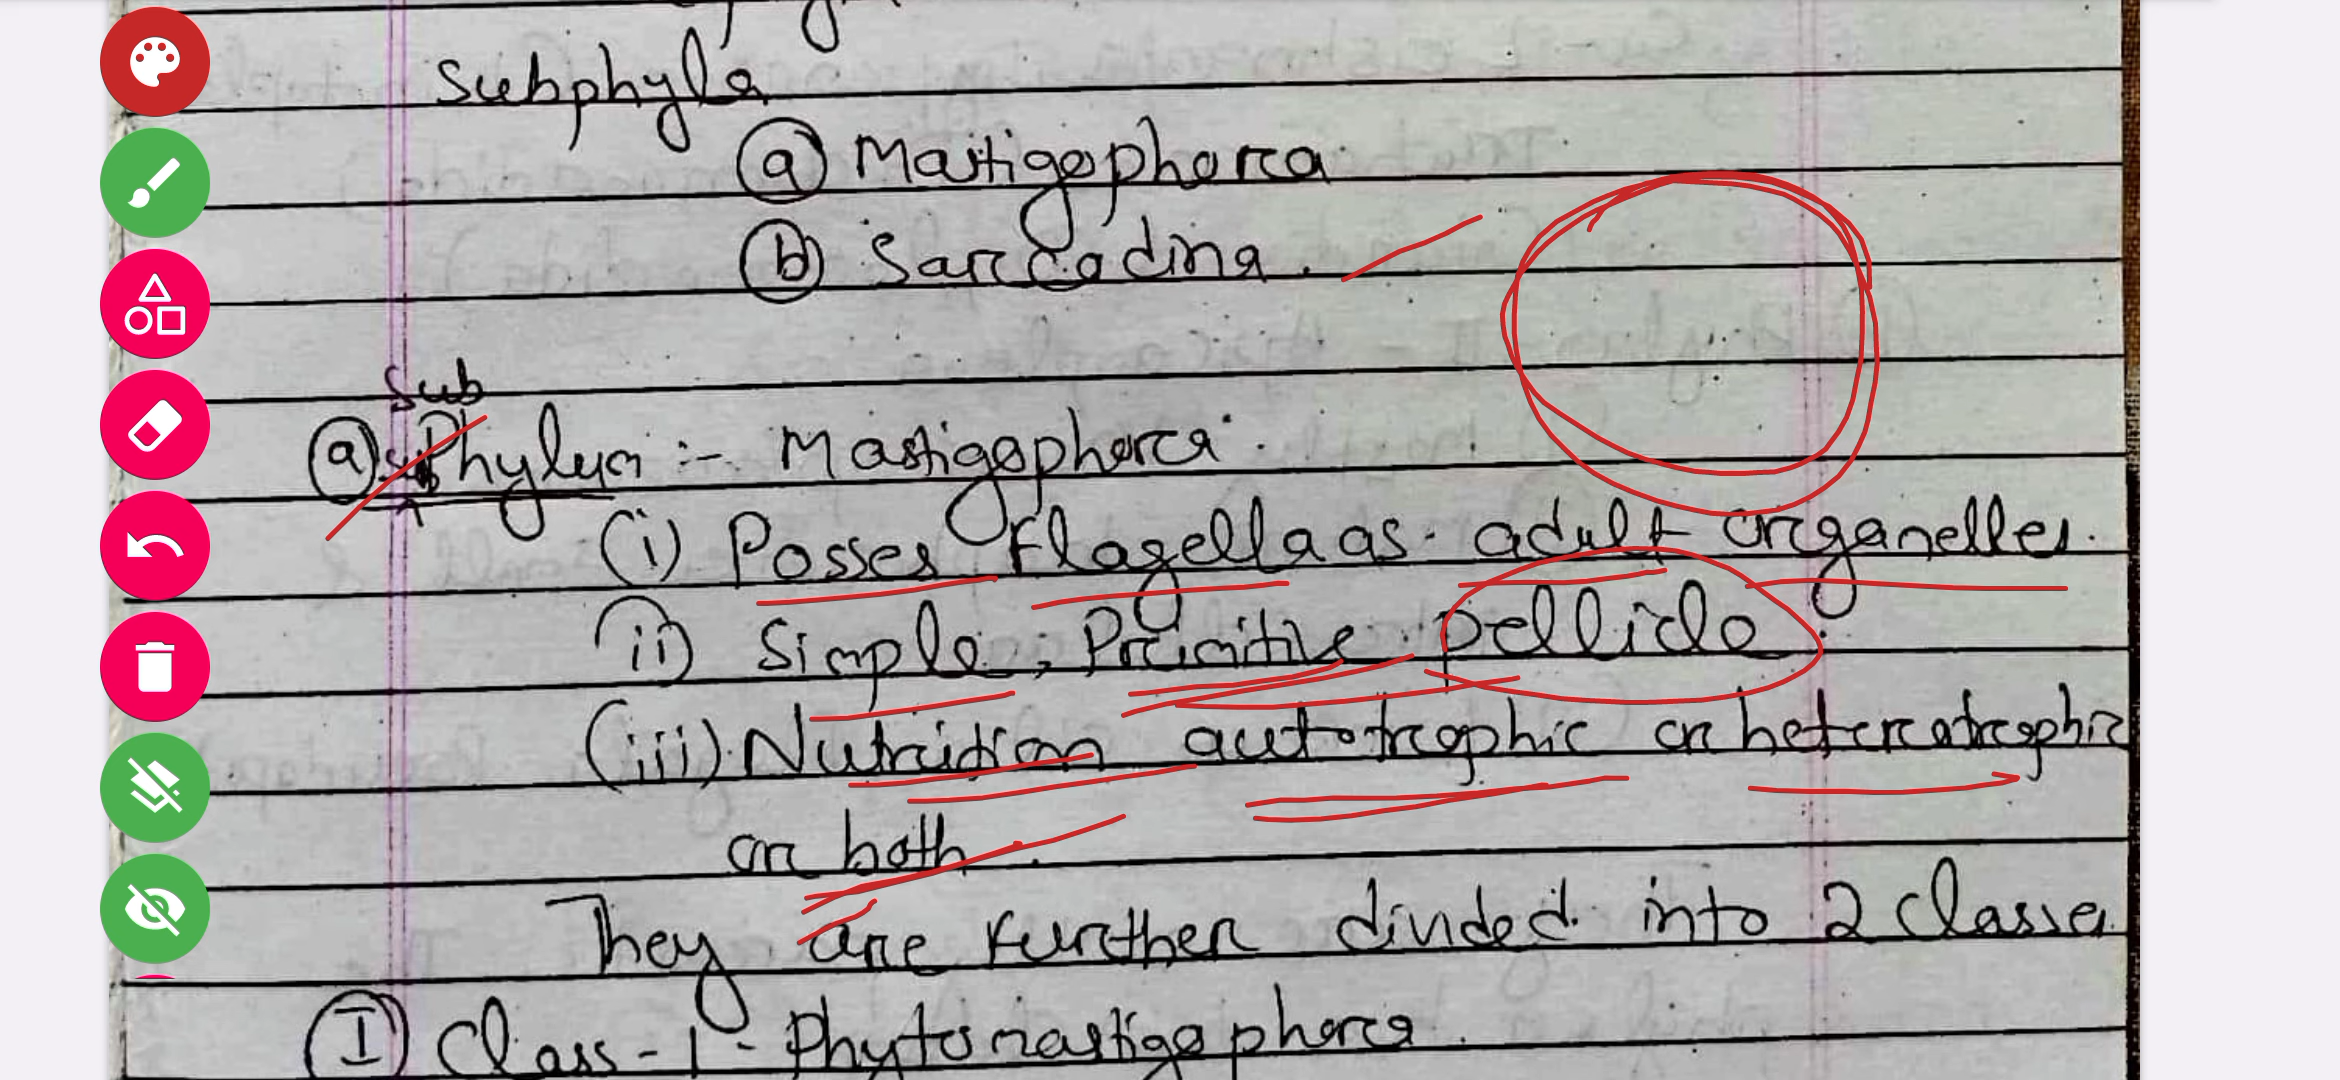 Subphyla
(a) Mastigophora
(b) Sarcodina.
Sub
(a) Phylum :- Mastigophora.
(i) Posses flagella as adult organelles.
(ii) Simple, Primitive pellicle.
(iii) Nutrition autotrophic or heterotrophic
or both.
They are further divided into 2 classes.
(I) Class-1 - Phytomastigophora.